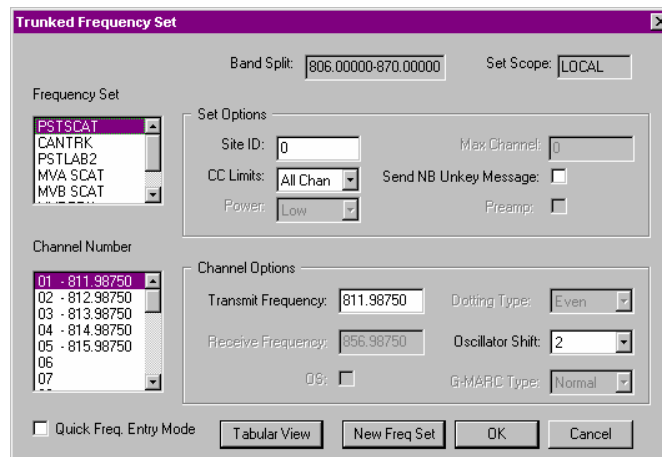 Trunked Frequency Set
Band Split: 806.00000-870.00000 Set Scope: LOCAL
Frequency Set
PSTSCAT
CANTRK
PSTLAB2
MVA SCAT
MVB SCAT
Set Options
Site ID: 0 Max Channel: 0
CC Limits: All Chan Send NB Unkey Message:
Power: Low Preamp:
Channel Number
01 - 811.98750
02 - 812.98750
03 - 813.98750
04 - 814.98750
05 - 815.98750
06
07
Channel Options
Transmit Frequency: 811.98750 Dotting Type: Even
Receive Frequency: 856.98750 Oscillator Shift: 2
OS: G-MARC Type: Normal
Quick Freq. Entry Mode Tabular View New Freq Set OK Cancel